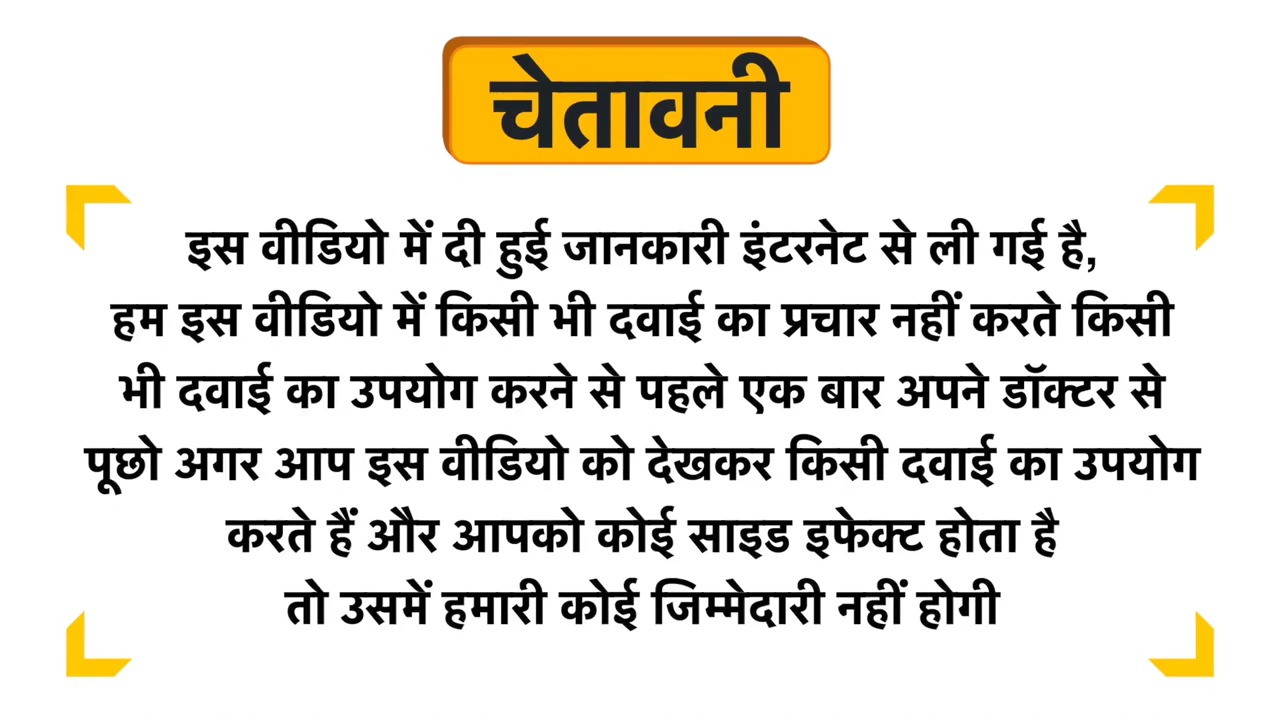 चेतावनी
इस वीडियो में दी हुई जानकारी इंटरनेट से ली गई है,
हम इस वीडियो में किसी भी दवाई का प्रचार नहीं करते किसी
भी दवाई का उपयोग करने से पहले एक बार अपने डॉक्टर से
पूछो अगर आप इस वीडियो को देखकर किसी दवाई का उपयोग
करते हैं और आपको कोई साइड इफेक्ट होता है
तो उसमें हमारी कोई जिम्मेदारी नहीं होगी